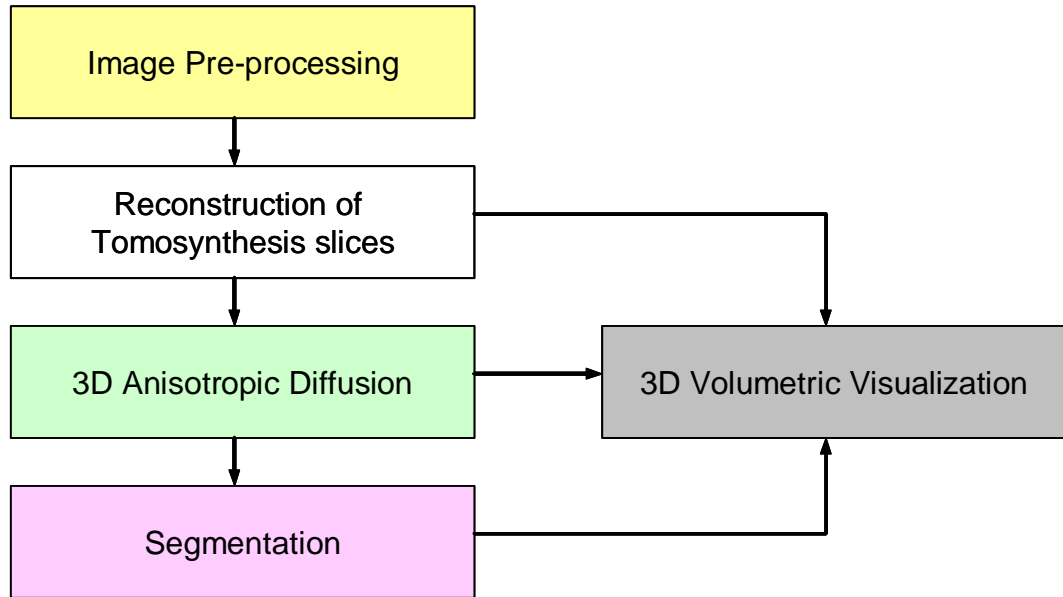 Image Pre-processing
Reconstruction of
Tomosynthesis slices
3D Anisotropic Diffusion
3D Volumetric Visualization
Segmentation